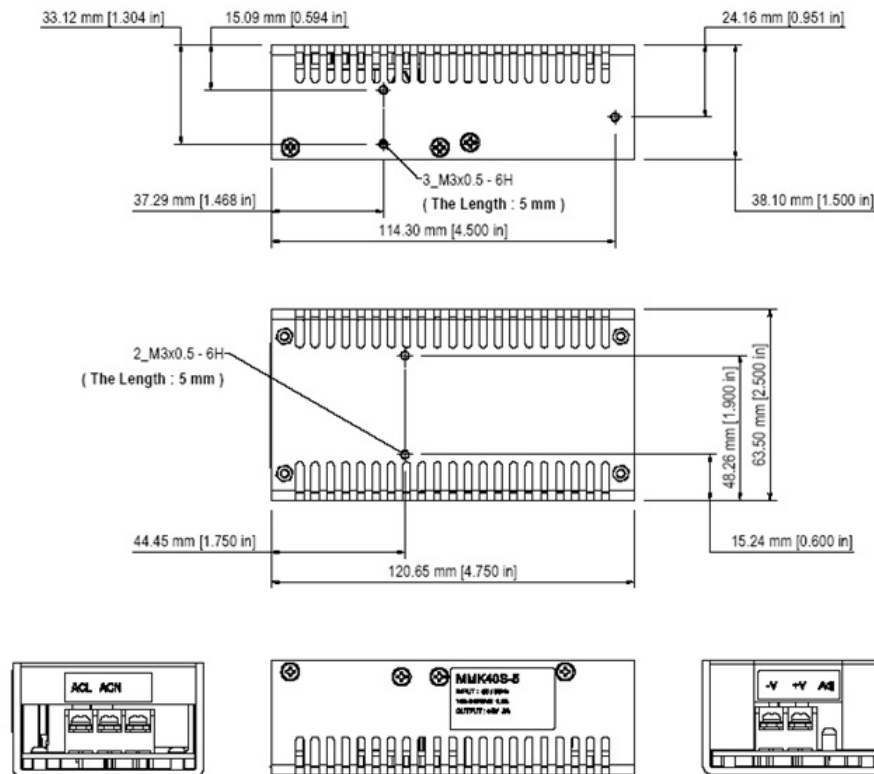 33.12 mm [1.304 in]
15.09 mm [0.594 in]
24.16 mm [0.951 in]
3_M3x0.5 - 6H
( The Length : 5 mm )
37.29 mm [1.468 in]
38.10 mm [1.500 in]
114.30 mm [4.500 in]
2_M3x0.5 - 6H
( The Length : 5 mm )
48.26 mm [1.900 in]
63.50 mm [2.500 in]
44.45 mm [1.750 in]
15.24 mm [0.600 in]
120.65 mm [4.750 in]
ACL ACN
MMK40S-5
INPUT :
OUTPUT :
-V +V